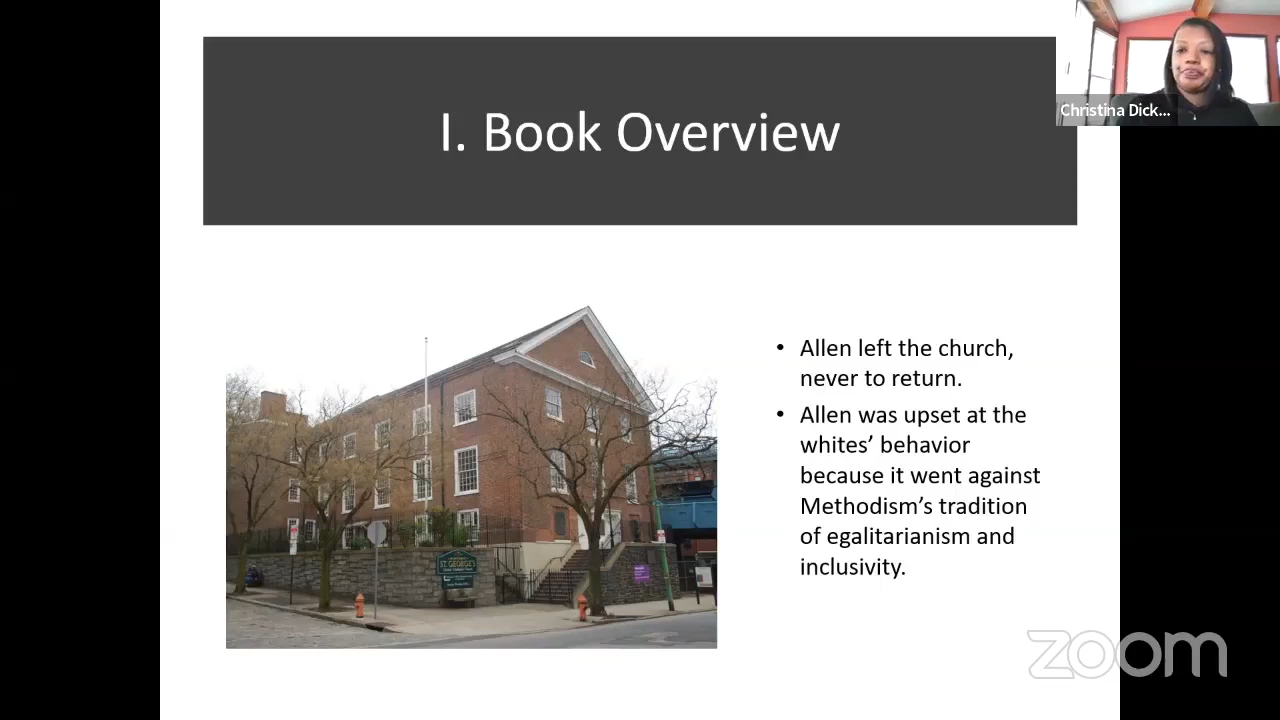 I. Book Overview
Christina Dick...
• Allen left the church,
never to return.
• Allen was upset at the
whites’ behavior
because it went against
Methodism’s tradition
of egalitarianism and
inclusivity.
ST. GEORGE'S
zoom